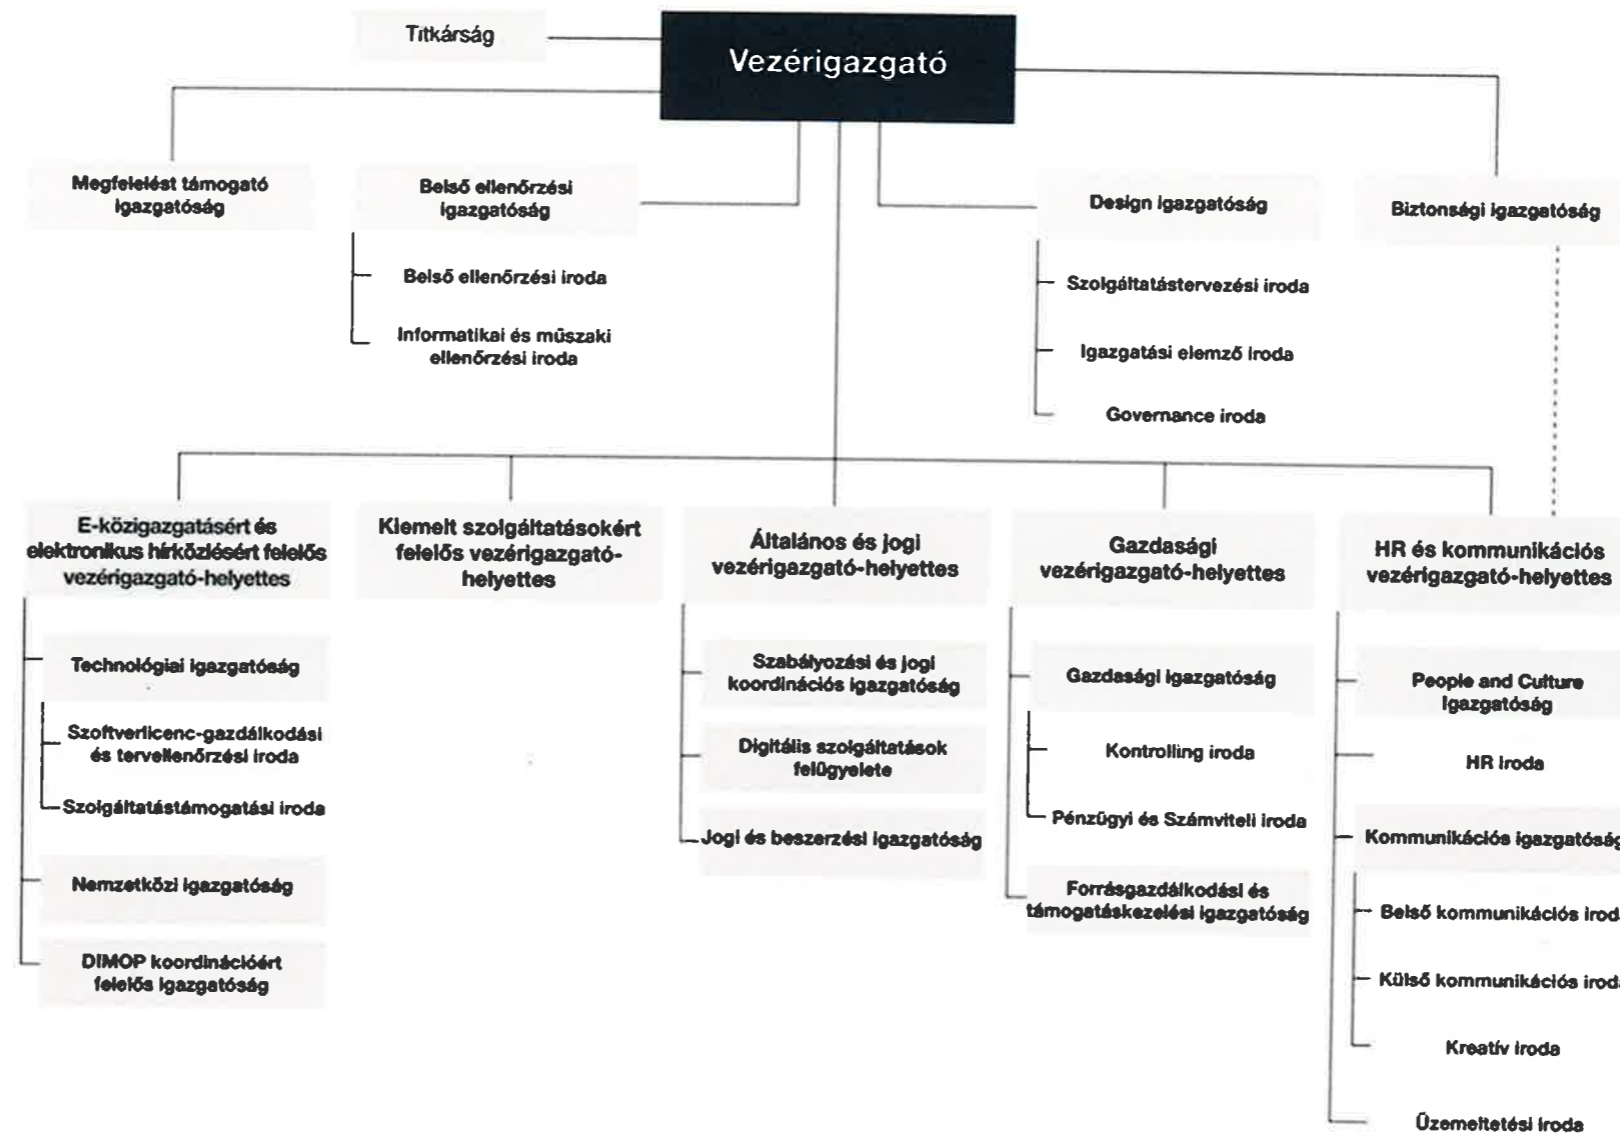 Titkárság
Vezérigazgató
Megfelelést támogató
igazgatóság
Belső ellenőrzési
igazgatóság
Belső ellenőrzési iroda
Informatikai és műszaki
ellenőrzési iroda
Design igazgatóság
Szolgáltatástervezési iroda
Igazgatási elemző iroda
Governance iroda
Biztonsági igazgatóság
E-közigazgatásért és
elektronikus hírközlésért felelős
vezérigazgató-helyettes
Technológiai igazgatóság
Szoftverlicenc-gazdálkodási
és tervellenőrzési iroda
Szolgáltatástámogatási iroda
Nemzetközi igazgatóság
DIMOP koordinációért
felelős igazgatóság
Kiemelt szolgáltatásokért
felelős vezérigazgató-
helyettes
Általános és jogi
vezérigazgató-helyettes
Szabályozási és jogi
koordinációs igazgatóság
Digitális szolgáltatások
felügyelete
Jogi és beszerzési igazgatóság
Gazdasági
vezérigazgató-helyettes
Gazdasági igazgatóság
Kontrolling iroda
Pénzügyi és Számviteli iroda
Forrásgazdálkodási és
támogatáskezelési igazgatóság
HR és kommunikációs
vezérigazgató-helyettes
People and Culture
Igazgatóság
HR Iroda
Kommunikációs igazgatóság
Belső kommunikációs irod
Külső kommunikációs iroda
Kreatív iroda
Üzemeltetési iroda